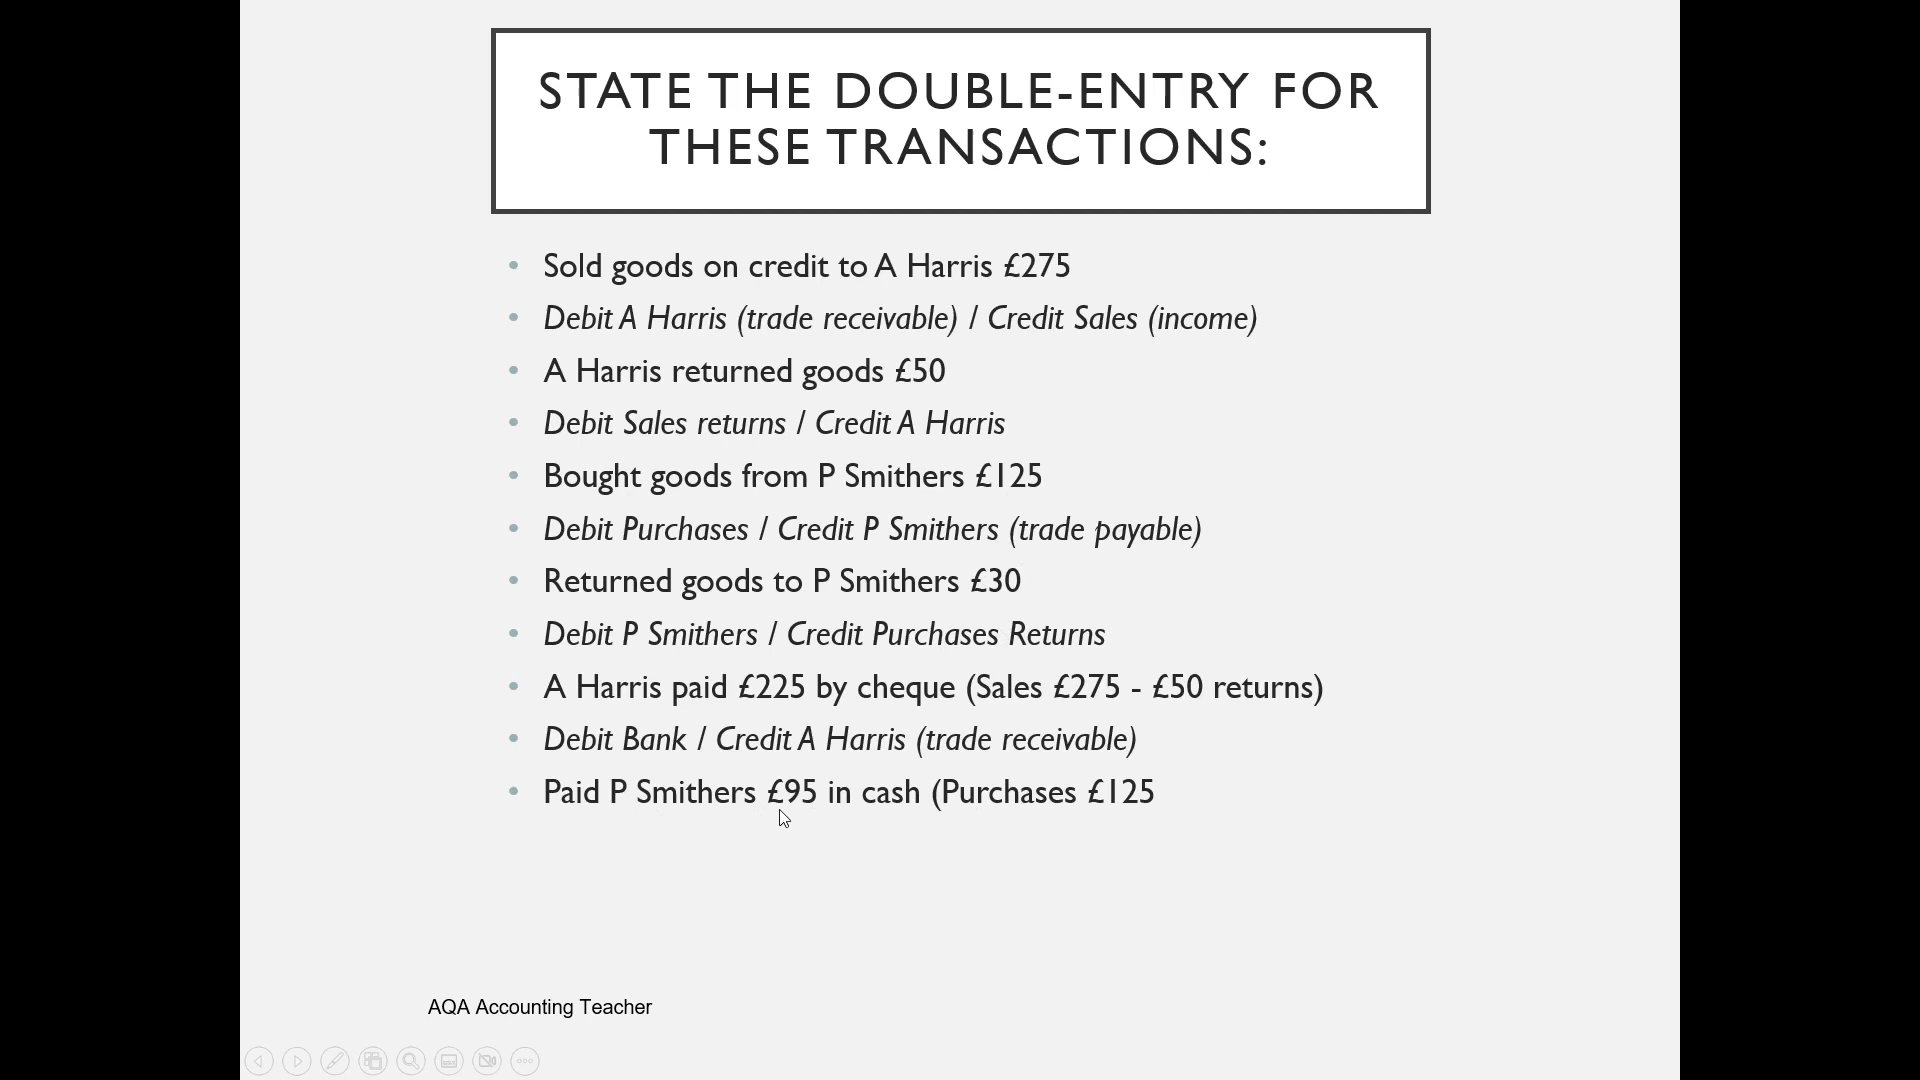 STATE THE DOUBLE-ENTRY FOR
THESE TRANSACTIONS:
• Sold goods on credit to A Harris £275
• Debit A Harris (trade receivable) / Credit Sales (income)
• A Harris returned goods £50
• Debit Sales returns / Credit A Harris
• Bought goods from P Smithers £125
• Debit Purchases / Credit P Smithers (trade payable)
• Returned goods to P Smithers £30
• Debit P Smithers / Credit Purchases Returns
• A Harris paid £225 by cheque (Sales £275 - £50 returns)
• Debit Bank / Credit A Harris (trade receivable)
• Paid P Smithers £95 in cash (Purchases £125
AQA Accounting Teacher